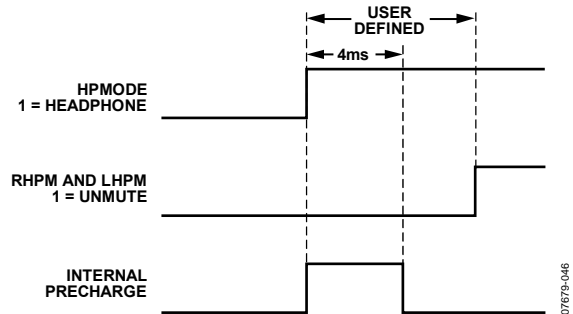 USER
DEFINED
4ms
HPMODE
1 = HEADPHONE
RHPM AND LHPM
1 = UNMUTE
INTERNAL
PRECHARGE
07679-046